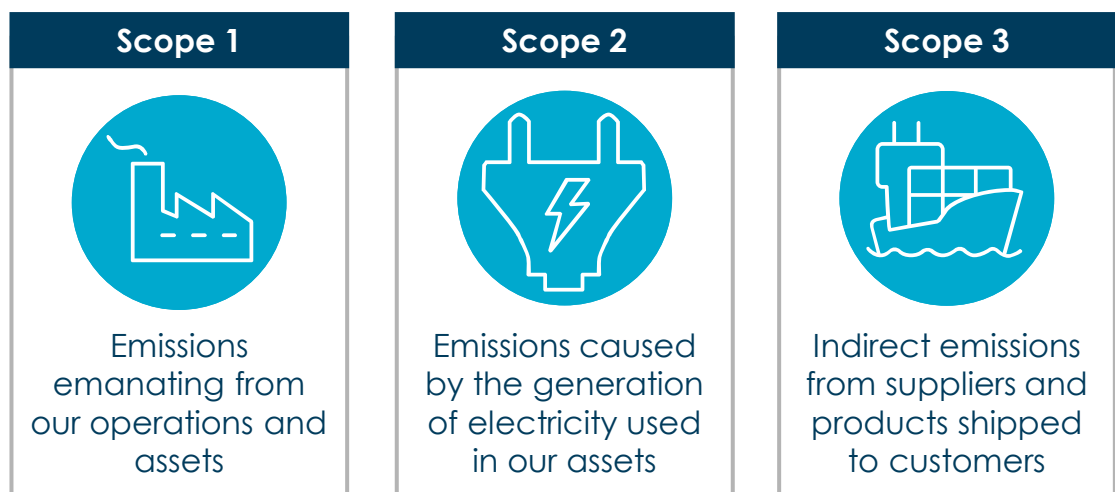 Scope 1
Emissions
emanating from
our operations and
assets
Scope 2
Emissions caused
by the generation
of electricity used
in our assets
Scope 3
Indirect emissions
from suppliers and
products shipped
to customers